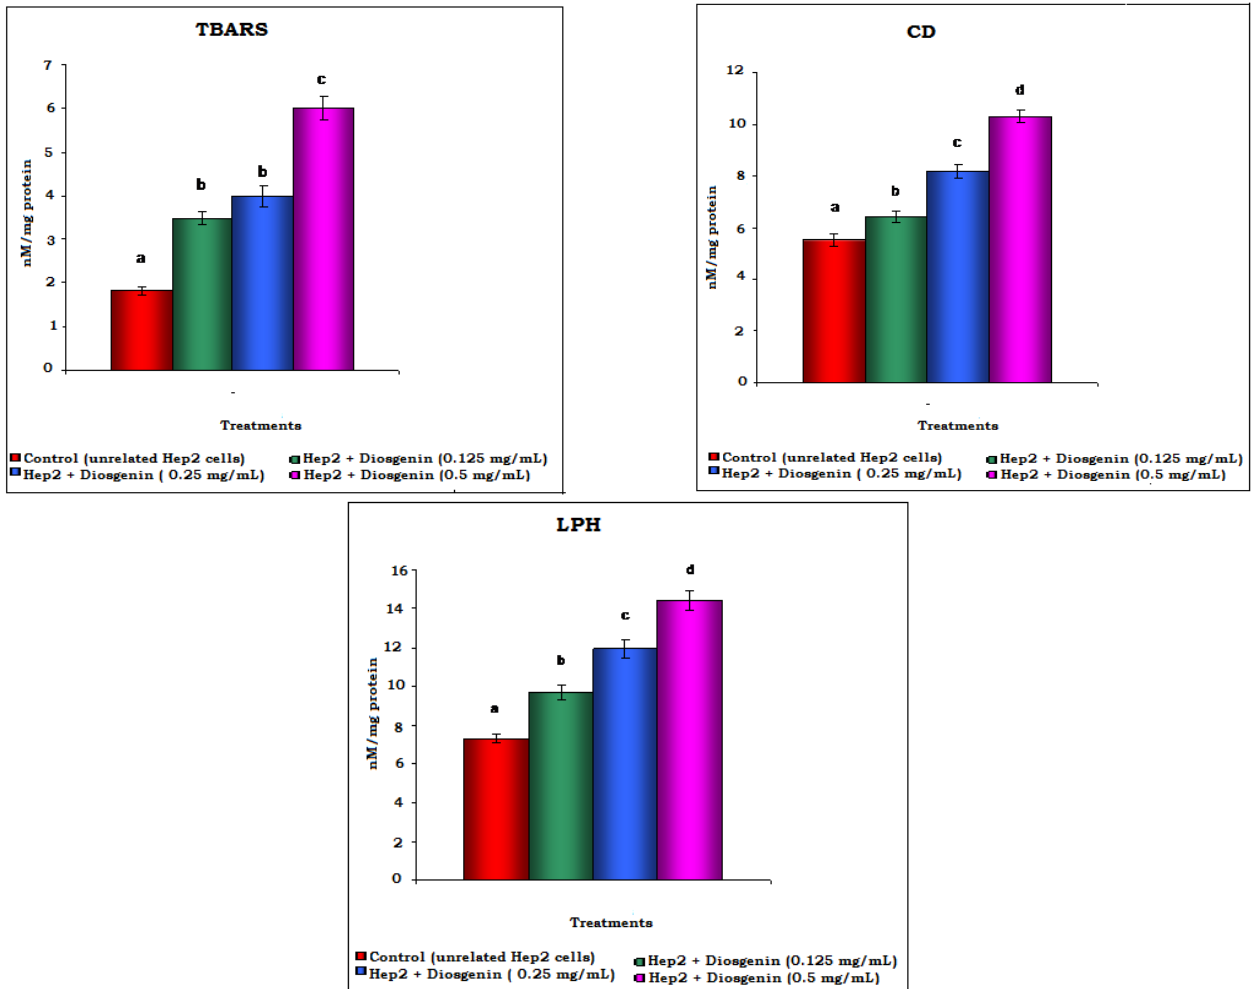 TBARS
7
6
5
4
3
2
1
0
nM/mg protein
a
b
b
c
-
Treatments
Control (unrelated Hep2 cells)
Hep2 + Diosgenin (0.125 mg/mL)
Hep2 + Diosgenin ( 0.25 mg/mL)
Hep2 + Diosgenin (0.5 mg/mL)
CD
12
10
8
6
4
2
0
nM/mg protein
a
b
c
d
-
Treatments
Control (unrelated Hep2 cells)
Hep2 + Diosgenin (0.125 mg/mL)
Hep2 + Diosgenin ( 0.25 mg/mL)
Hep2 + Diosgenin (0.5 mg/mL)
LPH
16
14
12
10
8
6
4
2
0
nM/mg protein
a
b
c
d
Treatments
Control (unrelated Hep2 cells)
Hep2 + Diosgenin (0.125 mg/mL)
Hep2 + Diosgenin ( 0.25 mg/mL)
Hep2 + Diosgenin (0.5 mg/mL)